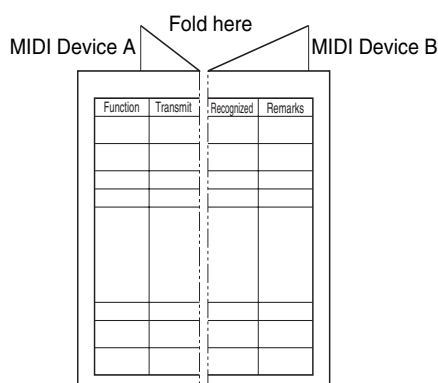 Fold here
MIDI Device A
MIDI Device B
Function Transmit Recognized Remarks